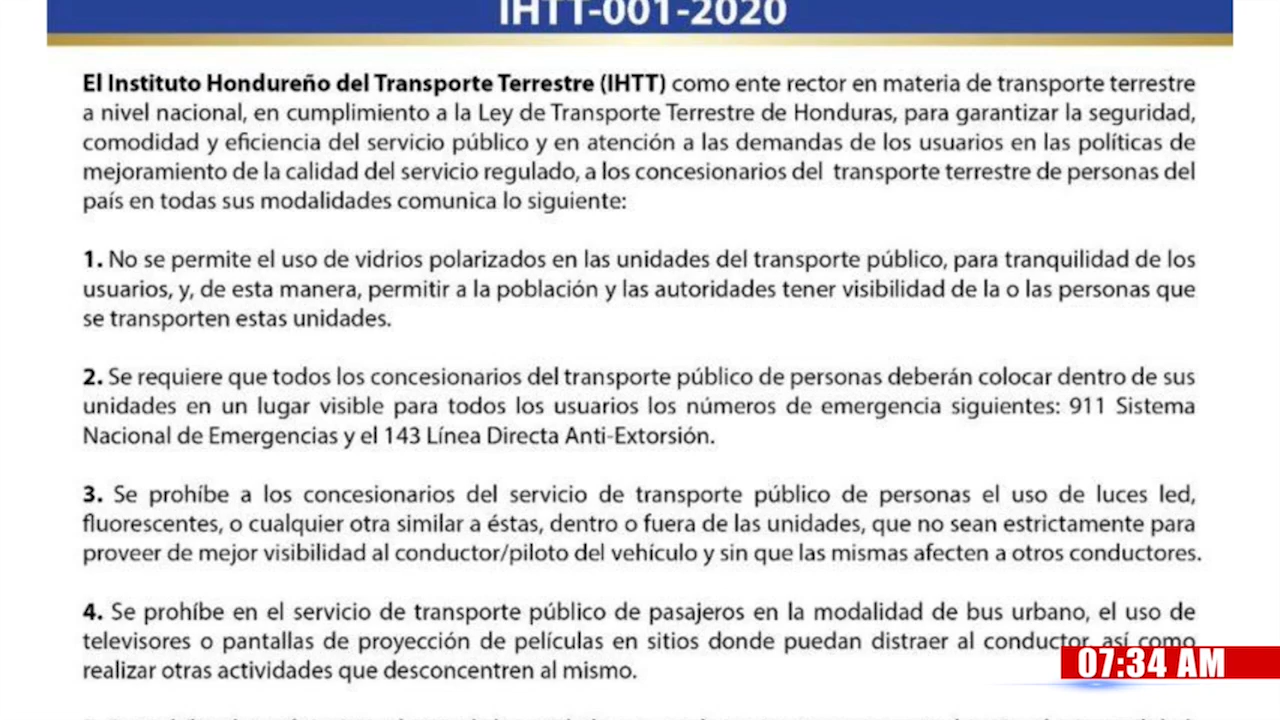 IHTT-001-2020
El Instituto Hondureño del Transporte Terrestre (IHTT) como ente rector en materia de transporte terrestre
a nivel nacional, en cumplimiento a la Ley de Transporte Terrestre de Honduras, para garantizar la seguridad,
comodidad y eficiencia del servicio público y en atención a las demandas de los usuarios en las políticas de
mejoramiento de la calidad del servicio regulado, a los concesionarios del transporte terrestre de personas del
país en todas sus modalidades comunica lo siguiente:
1. No se permite el uso de vidrios polarizados en las unidades del transporte público, para tranquilidad de los
usuarios, y, de esta manera, permitir a la población y las autoridades tener visibilidad de la o las personas que
se transporten estas unidades.
2. Se requiere que todos los concesionarios del transporte público de personas deberán colocar dentro de sus
unidades en un lugar visible para todos los usuarios los números de emergencia siguientes: 911 Sistema
Nacional de Emergencias y el 143 Línea Directa Anti-Extorsión.
3. Se prohíbe a los concesionarios del servicio de transporte público de personas el uso de luces led,
fluorescentes, o cualquier otra similar a éstas, dentro o fuera de las unidades, que no sean estrictamente para
proveer de mejor visibilidad al conductor/piloto del vehículo y sin que las mismas afecten a otros conductores.
4. Se prohíbe en el servicio de transporte público de pasajeros en la modalidad de bus urbano, el uso de
televisores o pantallas de proyección de películas en sitios donde puedan distraer al conductor, así como
realizar otras actividades que desconcentren al mismo.
07:34 AM